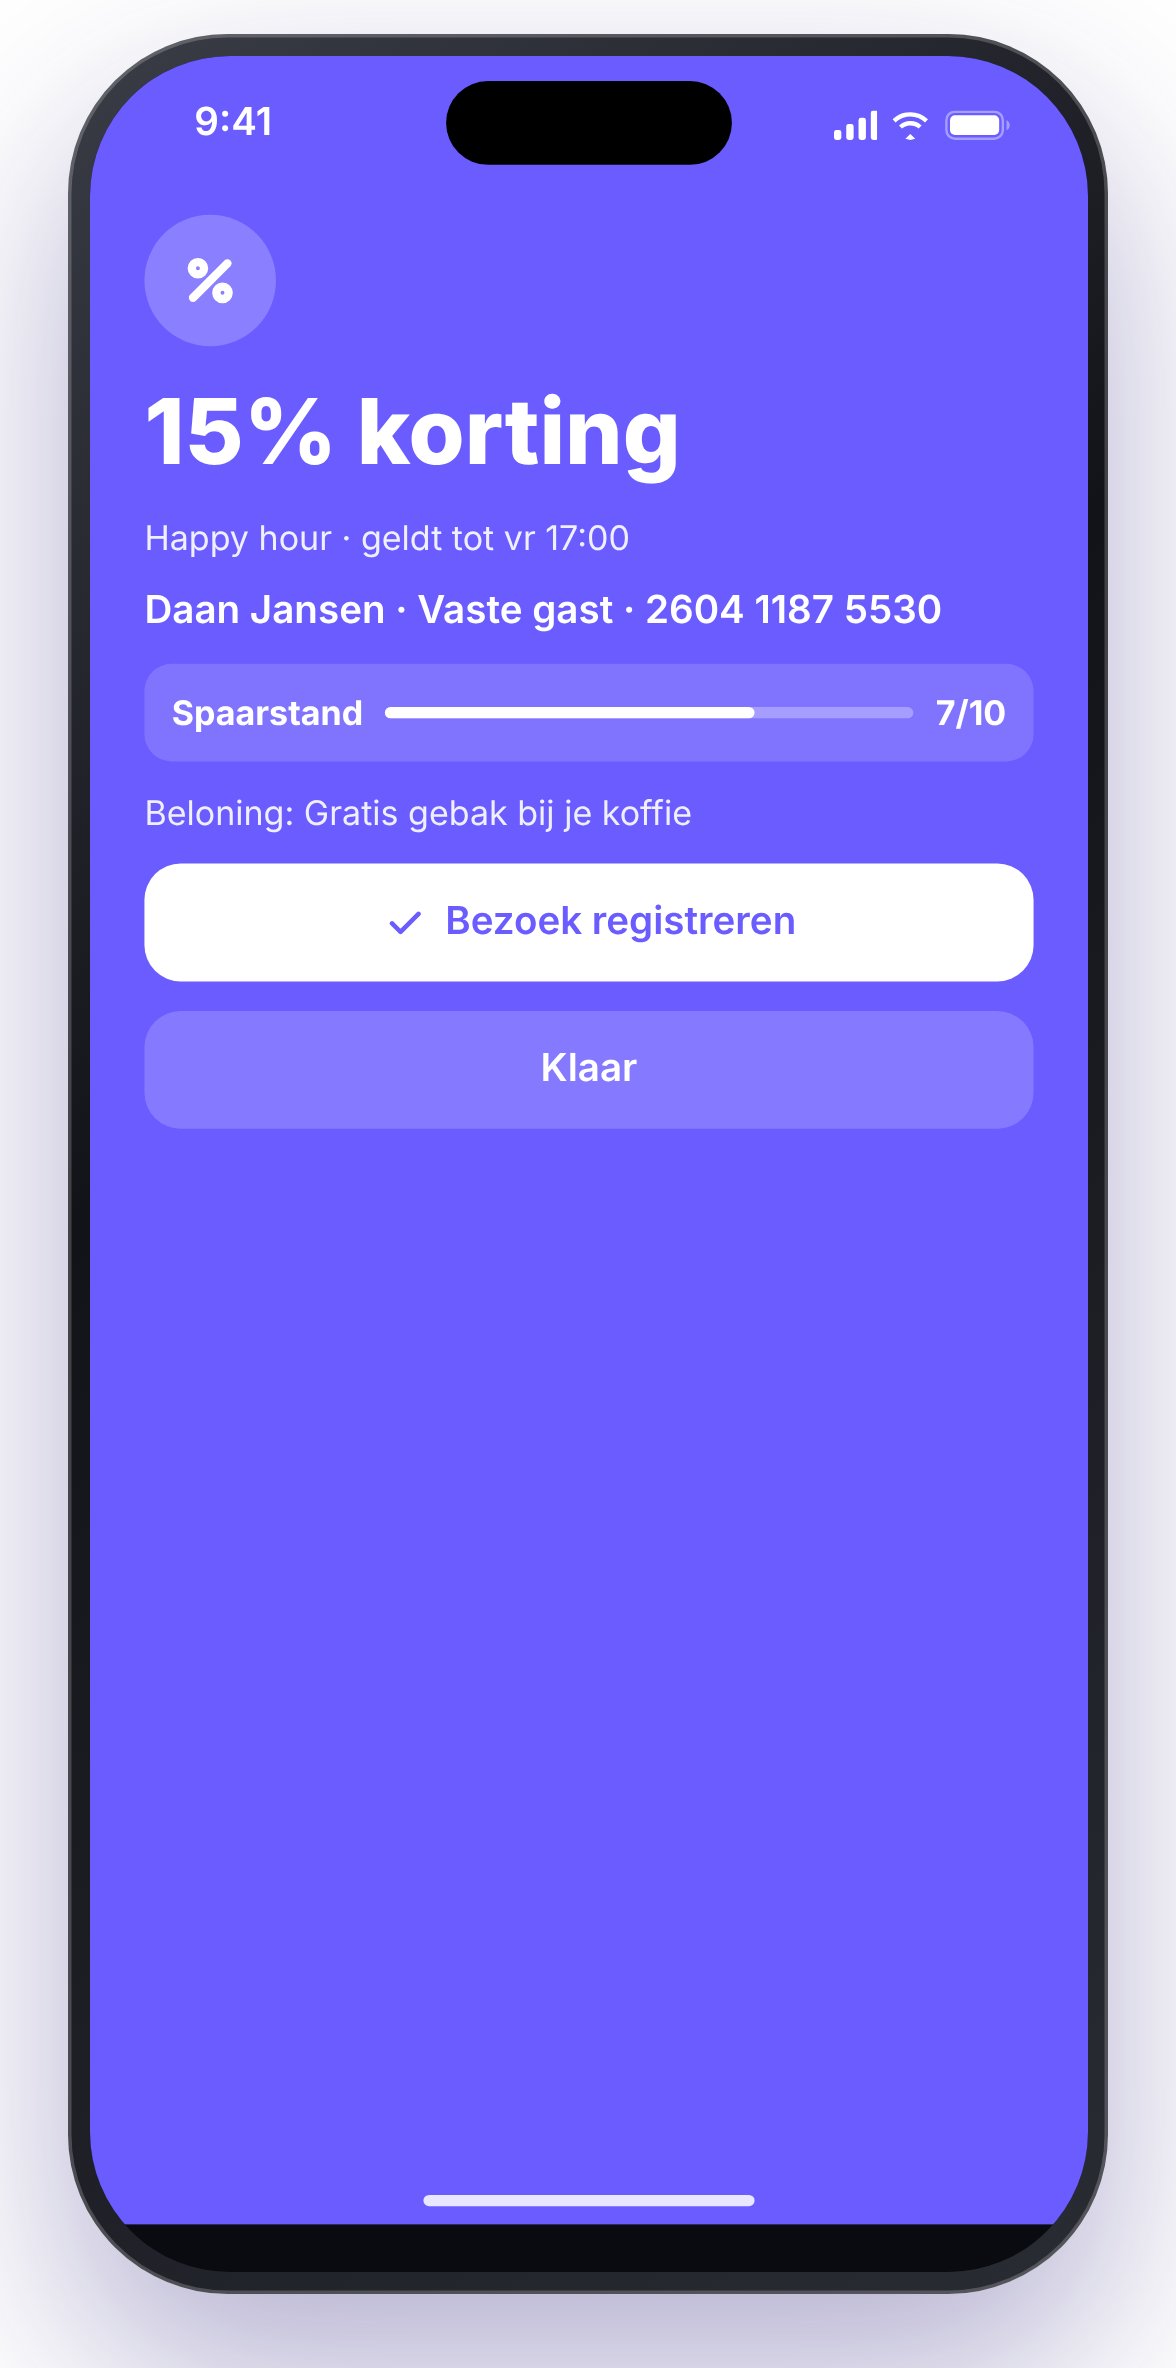 9:41
%
15% korting
Happy hour · geldt tot vr 17:00
Daan Jansen · Vaste gast · 2604 1187 5530
Spaarstand 7/10
Beloning: Gratis gebak bij je koffie
Bezoek registreren
Klaar